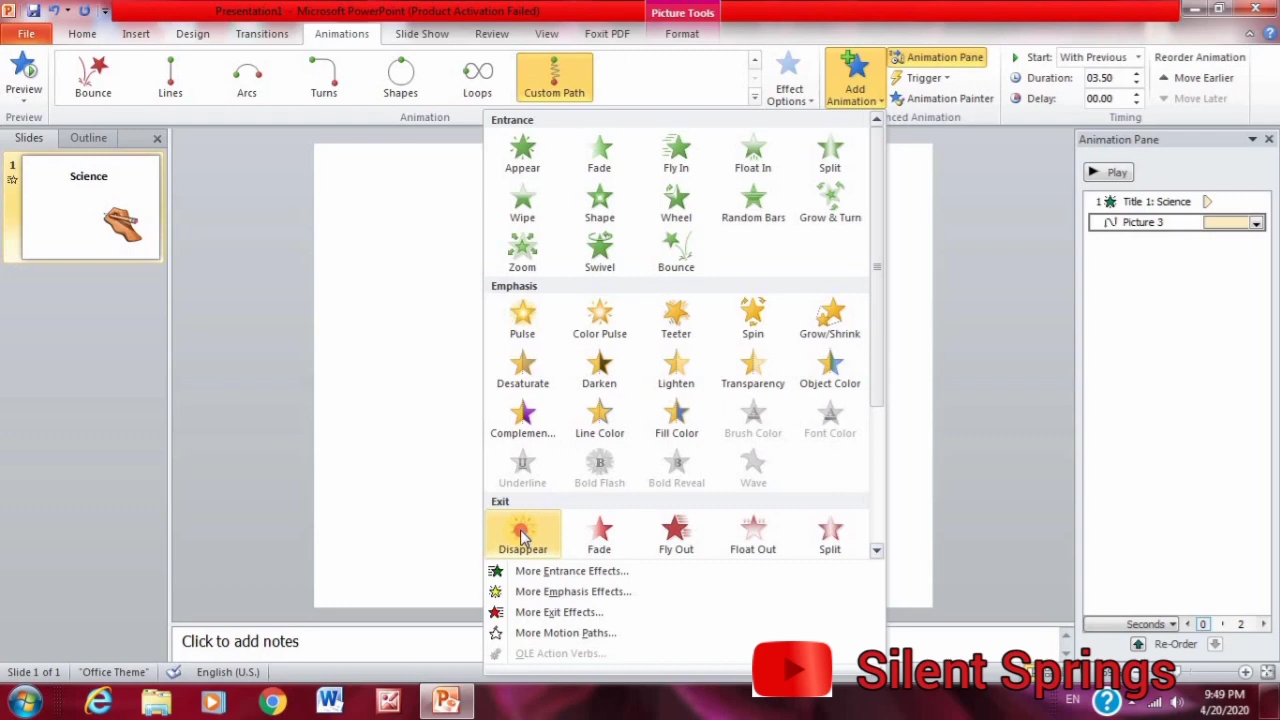 Presentation1 - Microsoft PowerPoint (Product Activation Failed)
Picture Tools
File Home Insert Design Transitions Animations Slide Show Review View Foxit PDF Format
Preview
Bounce Lines Arcs Turns Shapes Loops Custom Path
Effect Options
Add Animation
Animation Pane
Trigger
Animation Painter
Start: With Previous
Duration: 03.50
Delay: 00.00
Reorder Animation
Move Earlier
Move Later
Preview Animation nced Animation Timing
Slides Outline
1
Science
Entrance
Appear Fade Fly In Float In Split
Wipe Shape Wheel Random Bars Grow & Turn
Zoom Swivel Bounce
Emphasis
Pulse Color Pulse Teeter Spin Grow/Shrink
Desaturate Darken Lighten Transparency Object Color
Complemen... Line Color Fill Color Brush Color Font Color
Underline Bold Flash Bold Reveal Wave
Exit
Disappear Fade Fly Out Float Out Split
More Entrance Effects...
More Emphasis Effects...
More Exit Effects...
More Motion Paths...
OLE Action Verbs...
Animation Pane
Play
1 Title 1: Science
Picture 3
Seconds 0 2
Re-Order
Click to add notes
Slide 1 of 1 "Office Theme" English (U.S.)
Silent Springs
EN
9:49 PM
4/20/2020